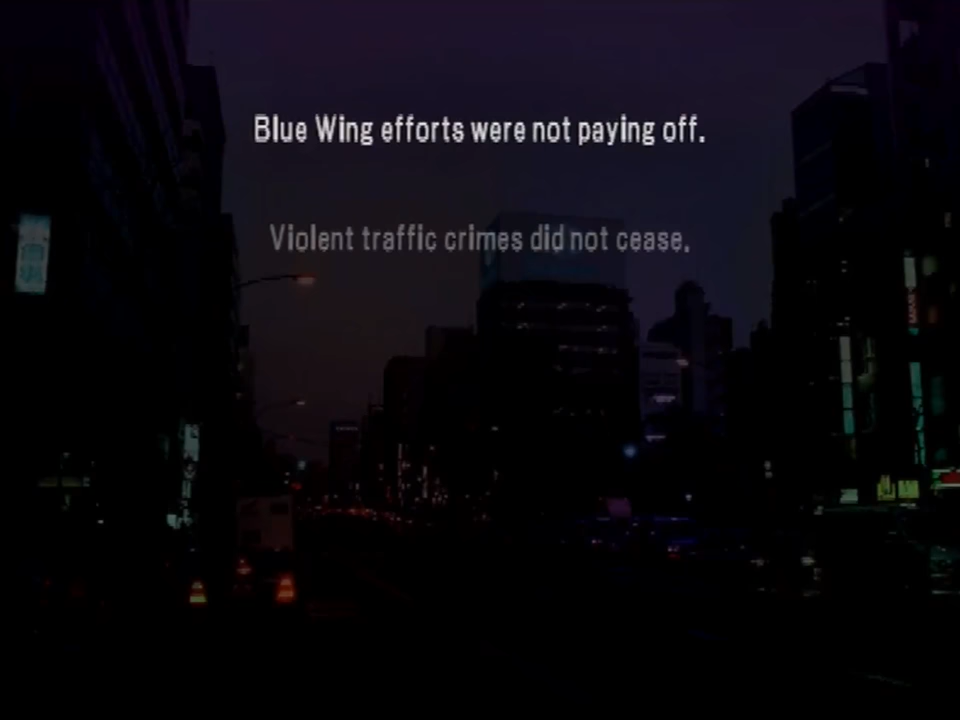 Blue Wing efforts were not paying off.
Violent traffic crimes did not cease.